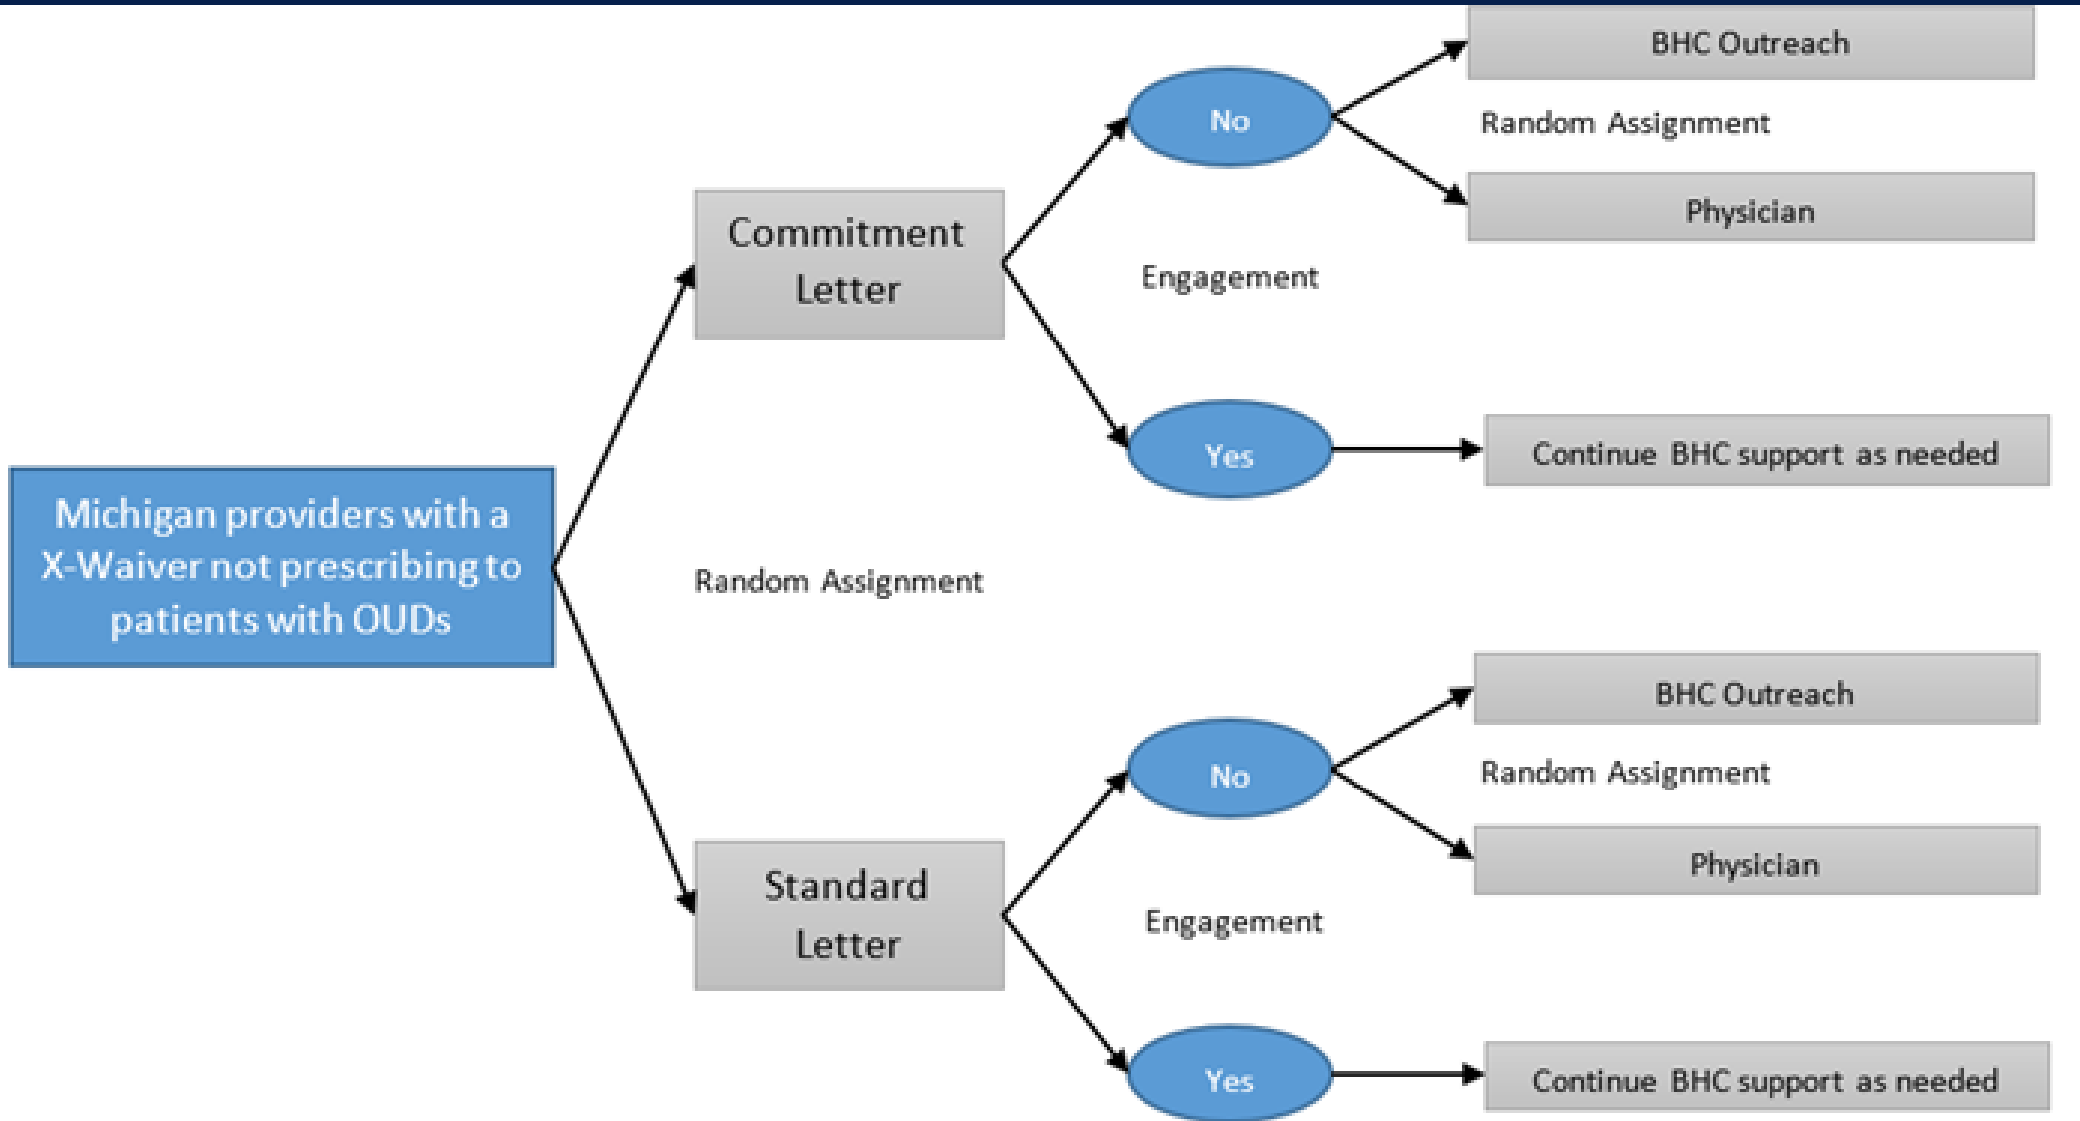 Michigan providers with a
X-Waiver not prescribing to
patients with OUDs
Random Assignment
Commitment
Letter
Engagement
No
BHC Outreach
Random Assignment
Physician
Yes
Continue BHC support as needed
Standard
Letter
Engagement
No
BHC Outreach
Random Assignment
Physician
Yes
Continue BHC support as needed